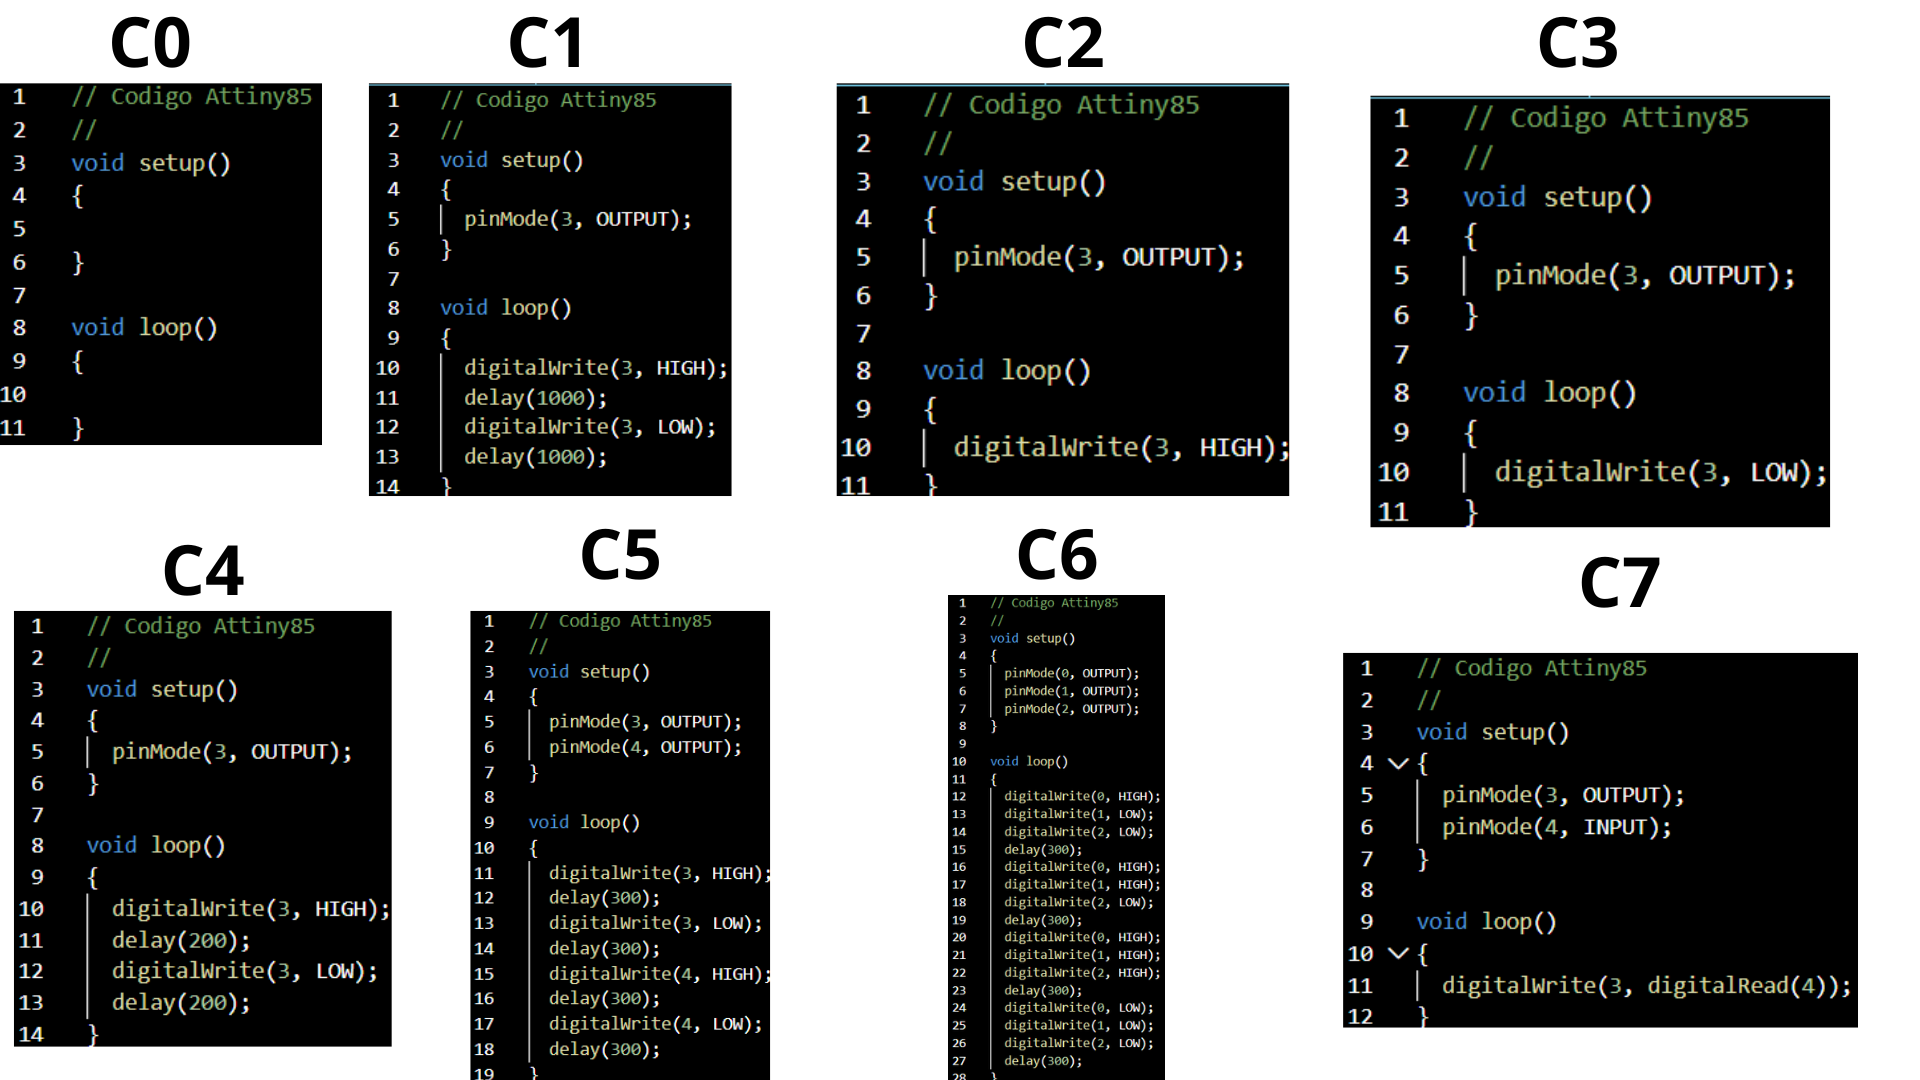 C0
1 // Codigo Attiny85
2 //
3 void setup()
4 {
5
6 }
7
8 void loop()
9 {
10
11 }
C1
1 // Codigo Attiny85
2 //
3 void setup()
4 {
5 pinMode(3, OUTPUT);
6 }
7
8 void loop()
9 {
10 digitalWrite(3, HIGH);
11 delay(1000);
12 digitalWrite(3, LOW);
13 delay(1000);
14 }
C2
1 // Codigo Attiny85
2 //
3 void setup()
4 {
5 pinMode(3, OUTPUT);
6 }
7
8 void loop()
9 {
10 digitalWrite(3, HIGH);
11 }
C3
1 // Codigo Attiny85
2 //
3 void setup()
4 {
5 pinMode(3, OUTPUT);
6 }
7
8 void loop()
9 {
10 digitalWrite(3, LOW);
11 }
C4
1 // Codigo Attiny85
2 //
3 void setup()
4 {
5 pinMode(3, OUTPUT);
6 }
7
8 void loop()
9 {
10 digitalWrite(3, HIGH);
11 delay(200);
12 digitalWrite(3, LOW);
13 delay(200);
14 }
C5
1 // Codigo Attiny85
2 //
3 void setup()
4 {
5 pinMode(3, OUTPUT);
6 pinMode(4, OUTPUT);
7 }
8
9 void loop()
10 {
11 digitalWrite(3, HIGH);
12 delay(300);
13 digitalWrite(3, LOW);
14 delay(300);
15 digitalWrite(4, HIGH);
16 delay(300);
17 digitalWrite(4, LOW);
18 delay(300);
19 }
C6
1 // Codigo Attiny85
2 //
3 void setup()
4 {
5 pinMode(0, OUTPUT);
6 pinMode(1, OUTPUT);
7 pinMode(2, OUTPUT);
8 }
9
10 void loop()
11 {
12 digitalWrite(0, HIGH);
13 digitalWrite(1, LOW);
14 digitalWrite(2, LOW);
15 delay(300);
16 digitalWrite(0, HIGH);
17 digitalWrite(1, HIGH);
18 digitalWrite(2, LOW);
19 delay(300);
20 digitalWrite(0, HIGH);
21 digitalWrite(1, HIGH);
22 digitalWrite(2, HIGH);
23 delay(300);
24 digitalWrite(0, LOW);
25 digitalWrite(1, LOW);
26 digitalWrite(2, LOW);
27 delay(300);
28 }
C7
1 // Codigo Attiny85
2 //
3 void setup()
4 {
5 pinMode(3, OUTPUT);
6 pinMode(4, INPUT);
7 }
8
9 void loop()
10 {
11 digitalWrite(3, digitalRead(4));
12 }